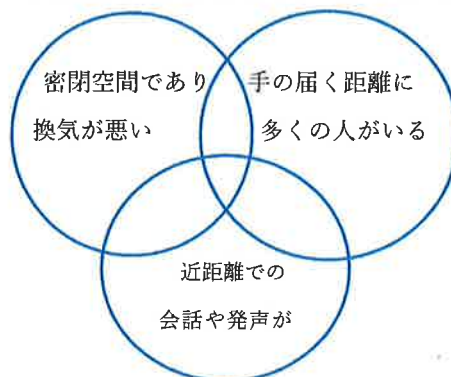 密閉空間であり
換気が悪い
手の届く距離に
多くの人がいる
近距離での
会話や発声が